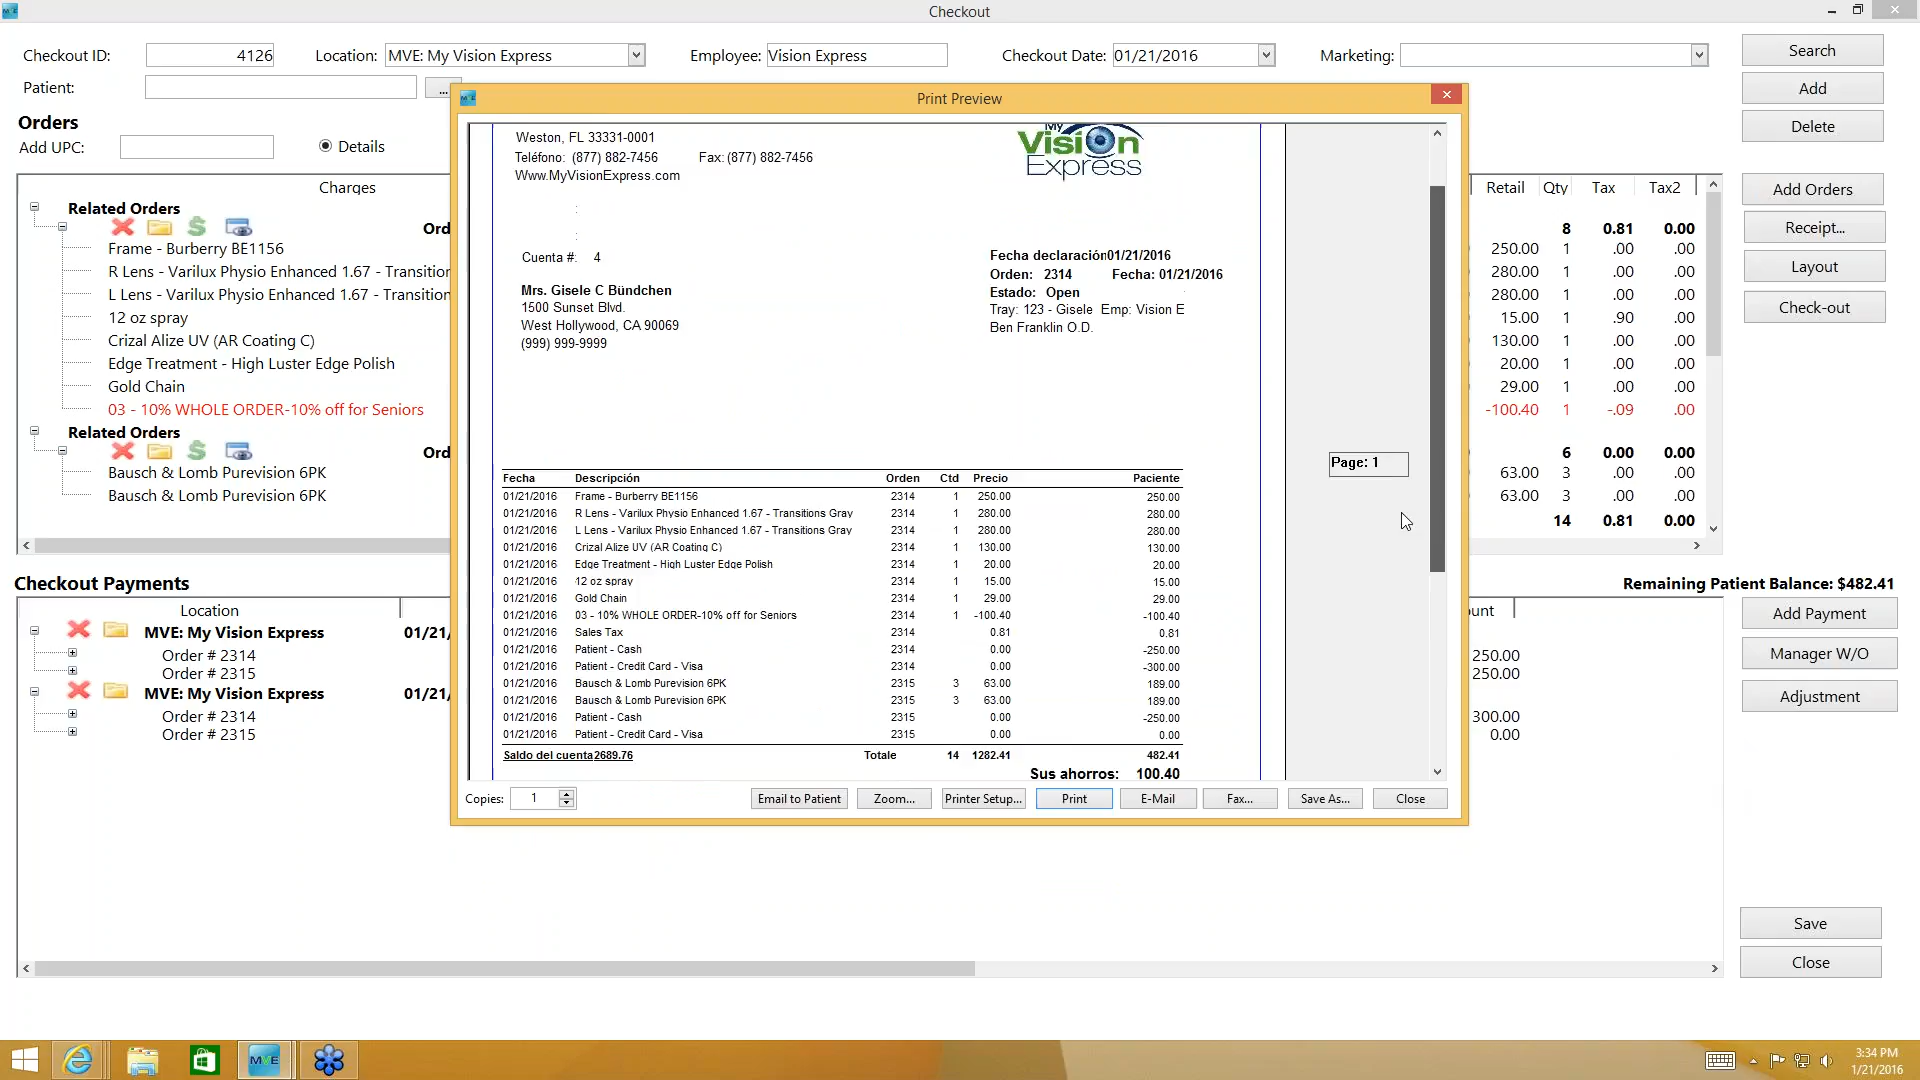 Checkout
Checkout ID: 4126 Location: MVE: My Vision Express Employee: Vision Express Checkout Date: 01/21/2016 Marketing: Search
Patient: ... Add
Orders Delete
Add UPC: Details
Charges Retail Qty Tax Tax2 Add Orders
Related Orders
Ord 8 0.81 0.00 Receipt...
Frame - Burberry BE1156 250.00 1 .00 .00
R Lens - Varilux Physio Enhanced 1.67 - Transition 280.00 1 .00 .00 Layout
L Lens - Varilux Physio Enhanced 1.67 - Transition 280.00 1 .00 .00
12 oz spray 15.00 1 .90 .00 Check-out
Crizal Alize UV (AR Coating C) 130.00 1 .00 .00
Edge Treatment - High Luster Edge Polish 20.00 1 .00 .00
Gold Chain 29.00 1 .00 .00
03 - 10% WHOLE ORDER-10% off for Seniors -100.40 1 -.09 .00
Related Orders
Ord 6 0.00 0.00
Bausch & Lomb Purevision 6PK 63.00 3 .00 .00
Bausch & Lomb Purevision 6PK 63.00 3 .00 .00
14 0.81 0.00
Print Preview
Weston, FL 33331-0001
Teléfono: (877) 882-7456 Fax: (877) 882-7456
Www.MyVisionExpress.com
My
Vision
Express
:
:
Cuenta #: 4
Fecha declaración01/21/2016
Orden: 2314 Fecha: 01/21/2016
Estado: Open
Tray: 123 - Gisele Emp: Vision E
Ben Franklin O.D.
Mrs. Gisele C Bündchen
1500 Sunset Blvd.
West Hollywood, CA 90069
(999) 999-9999
Page: 1
Fecha Descripción Orden Ctd Precio Paciente
01/21/2016 Frame - Burberry BE1156 2314 1 250.00 250.00
01/21/2016 R Lens - Varilux Physio Enhanced 1.67 - Transitions Gray 2314 1 280.00 280.00
01/21/2016 L Lens - Varilux Physio Enhanced 1.67 - Transitions Gray 2314 1 280.00 280.00
01/21/2016 Crizal Alize UV (AR Coating C) 2314 1 130.00 130.00
01/21/2016 Edge Treatment - High Luster Edge Polish 2314 1 20.00 20.00
01/21/2016 12 oz spray 2314 1 15.00 15.00
01/21/2016 Gold Chain 2314 1 29.00 29.00
01/21/2016 03 - 10% WHOLE ORDER-10% off for Seniors 2314 1 -100.40 -100.40
01/21/2016 Sales Tax 2314 0.81 0.81
01/21/2016 Patient - Cash 2314 0.00 -250.00
01/21/2016 Patient - Credit Card - Visa 2314 0.00 -300.00
01/21/2016 Bausch & Lomb Purevision 6PK 2315 3 63.00 189.00
01/21/2016 Bausch & Lomb Purevision 6PK 2315 3 63.00 189.00
01/21/2016 Patient - Cash 2315 0.00 -250.00
01/21/2016 Patient - Credit Card - Visa 2315 0.00 0.00
Saldo del cuenta2689.76 Totale 14 1282.41 482.41
Sus ahorros: 100.40
Copies: 1 Email to Patient Zoom... Printer Setup... Print E-Mail Fax... Save As... Close
Checkout Payments Remaining Patient Balance: $482.41
Location unt Add Payment
MVE: My Vision Express 01/21/
Order # 2314 250.00 Manager W/O
Order # 2315 250.00
MVE: My Vision Express 01/21/ Adjustment
Order # 2314 300.00
Order # 2315 0.00
Save
Close
MVE
3:34 PM
1/21/2016